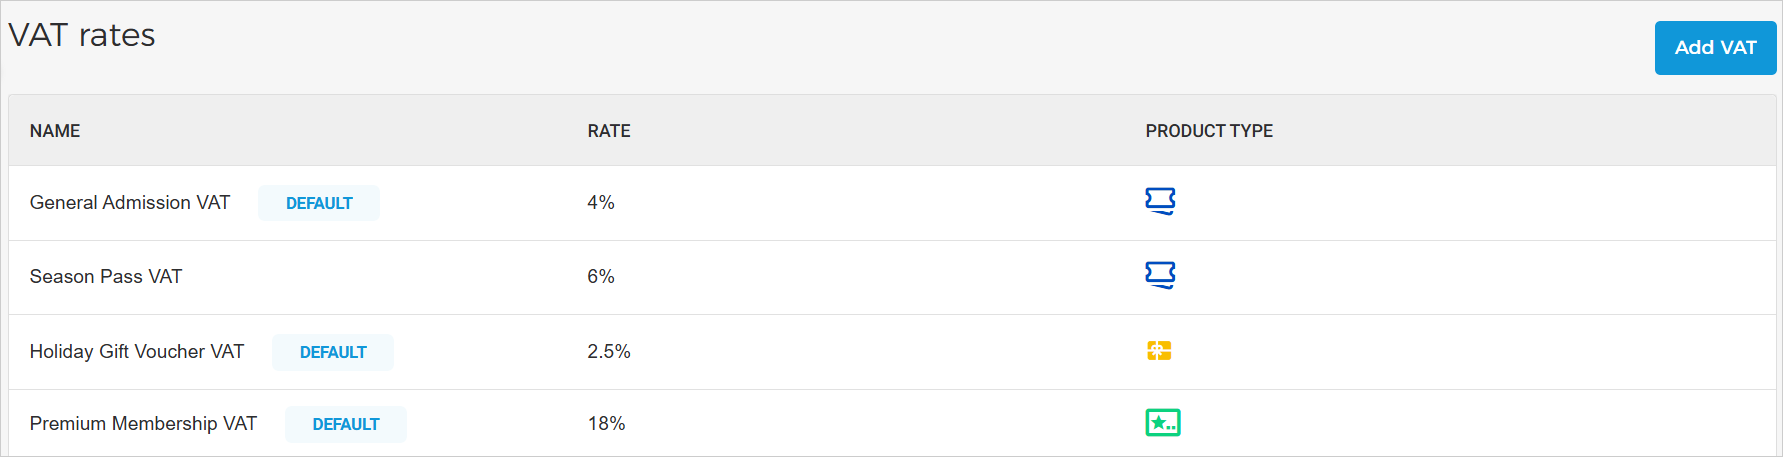 VAT rates
Add VAT
NAME RATE PRODUCT TYPE
General Admission VAT DEFAULT 4%
Season Pass VAT 6%
Holiday Gift Voucher VAT DEFAULT 2.5%
Premium Membership VAT DEFAULT 18%